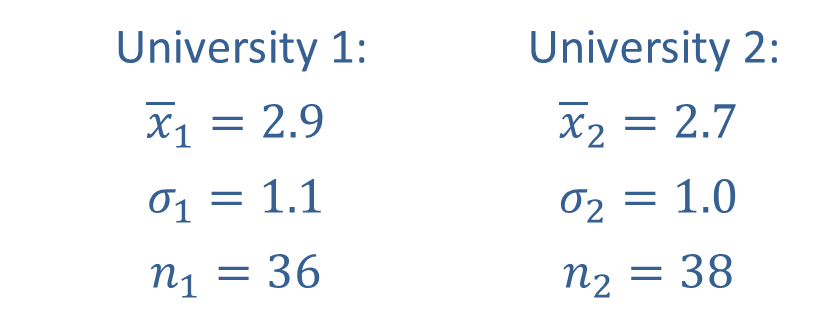 University 1:
x̅₁ = 2.9
σ₁ = 1.1
n₁ = 36
University 2:
x̅₂ = 2.7
σ₂ = 1.0
n₂ = 38